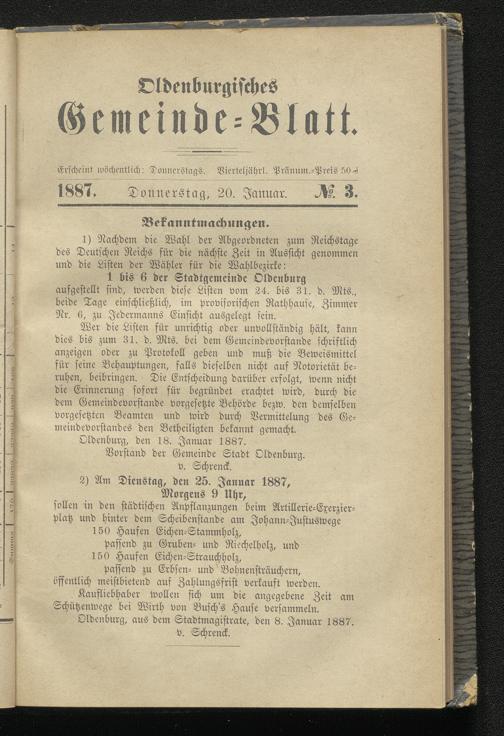 Oldenburgisches
Gemeinde=Blatt.
Erscheint wöchentlich: Donnerstags. Vierteljährl. Pränum.=Preis 50 ₰
1887. Donnerstag, 20. Januar. № 3.
Bekanntmachungen.
1) Nachdem die Wahl der Abgeordneten zum Reichstage
des Deutschen Reichs für die nächste Zeit in Aussicht genommen
und die Listen der Wähler für die Wahlbezirke:
1 bis 6 der Stadtgemeinde Oldenburg
aufgestellt sind, werden diese Listen vom 24. bis 31. d. Mts.,
beide Tage einschließlich, im provisorischen Rathhause, Zimmer
Nr. 6, zu Jedermanns Einsicht ausgelegt sein.
Wer die Listen für unrichtig oder unvollständig hält, kann
dies bis zum 31. d. Mts. bei dem Gemeindevorstande schriftlich
anzeigen oder zu Protokoll geben und muß die Beweismittel
für seine Behauptungen, falls dieselben nicht auf Notorietät be=
ruhen, beibringen. Die Entscheidung darüber erfolgt, wenn nicht
die Erinnerung sofort für begründet erachtet wird, durch die
dem Gemeindevorstande vorgesetzte Behörde bezw. den demselben
vorgesetzten Beamten und wird durch Vermittelung des Ge=
meindevorstandes den Betheiligten bekannt gemacht.
Oldenburg, den 18. Januar 1887.
Vorstand der Gemeinde Stadt Oldenburg.
v. Schrenck.
2) Am Dienstag, den 25. Januar 1887,
Morgens 9 Uhr,
sollen in den städtischen Anpflanzungen beim Artillerie=Exerzier=
platz und hinter dem Scheibenstande am Johann=Justuswege
150 Haufen Eichen=Stammholz,
passend zu Gruben= und Riechelholz, und
150 Haufen Eichen=Strauchholz,
passend zu Erbsen= und Bohnensträuchern,
öffentlich meistbietend auf Zahlungsfrist verkauft werden.
Kaufliebhaber wollen sich um die angegebene Zeit am
Schützenwege bei Wirth von Busch's Hause versammeln.
Oldenburg, aus dem Stadtmagistrate, den 8. Januar 1887.
v. Schrenck.